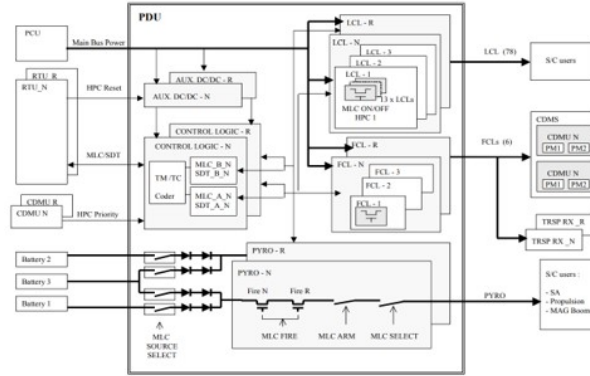 PDU
PCU
Main Bus Power
RTU_R
RTU_N
HPC Reset
AUX. DC/DC - R
AUX. DC/DC - N
CONTROL LOGIC - R
CONTROL LOGIC - N
MLC/SDT
TM /TC
Coder
MLC_B_N
SDT_B_N
MLC_A_N
SDT_A_N
CDMU R
CDMU N
HPC Priority
LCL - R
LCL - N
LCL - 3
LCL - 2
LCL - 1
13 x LCLs
MLC ON/OFF
HPC 1
LCL (78)
S/C users
FCL - R
FCL - N
FCL - 3
FCL - 2
FCL - 1
FCLs (6)
CDMS
CDMU N
PM1
PM2
CDMU N
PM1
PM2
TRSP RX _R
TRSP RX _N
Battery 2
Battery 3
Battery 1
MLC
SOURCE
SELECT
PYRO - R
PYRO - N
Fire N
Fire R
MLC FIRE
MLC ARM
MLC SELECT
PYRO
S/C users :
- SA
- Propulsion
- MAG Boom